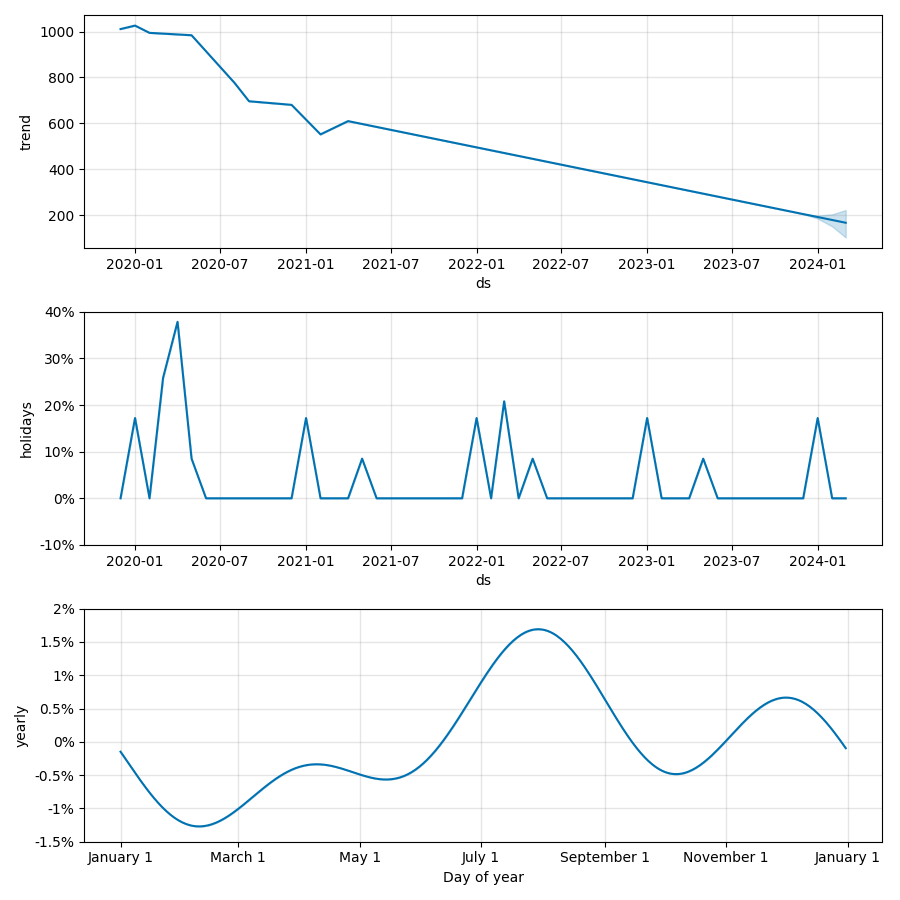 1000
800
600
400
200
trend
2020-01 2020-07 2021-01 2021-07 2022-01 2022-07 2023-01 2023-07 2024-01
ds
40%
30%
20%
10%
0%
-10%
holidays
2020-01 2020-07 2021-01 2021-07 2022-01 2022-07 2023-01 2023-07 2024-01
ds
2%
1.5%
1%
0.5%
0%
-0.5%
-1%
-1.5%
yearly
January 1 March 1 May 1 July 1 September 1 November 1 January 1
Day of year